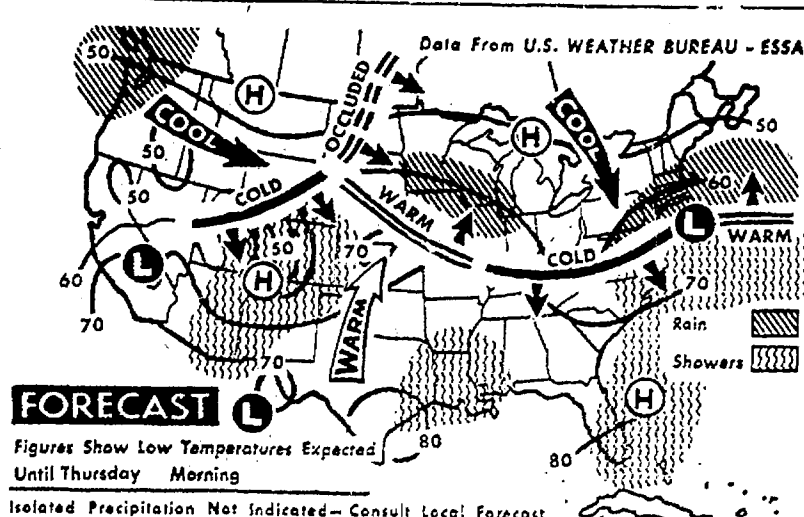 Data From U.S. WEATHER BUREAU - ESSA
50
H
OCCLUDED
COOL
H
COOL
50
50
60
50
COLD
WARM
L
WARM
50
70
COLD
L
H
60
70
70
70
WARM
Rain
Showers
70
H
FORECAST
L
80
80
Figures Show Low Temperatures Expected
Until Thursday Morning
Isolated Precipitation Not Indicated— Consult Local Forecast